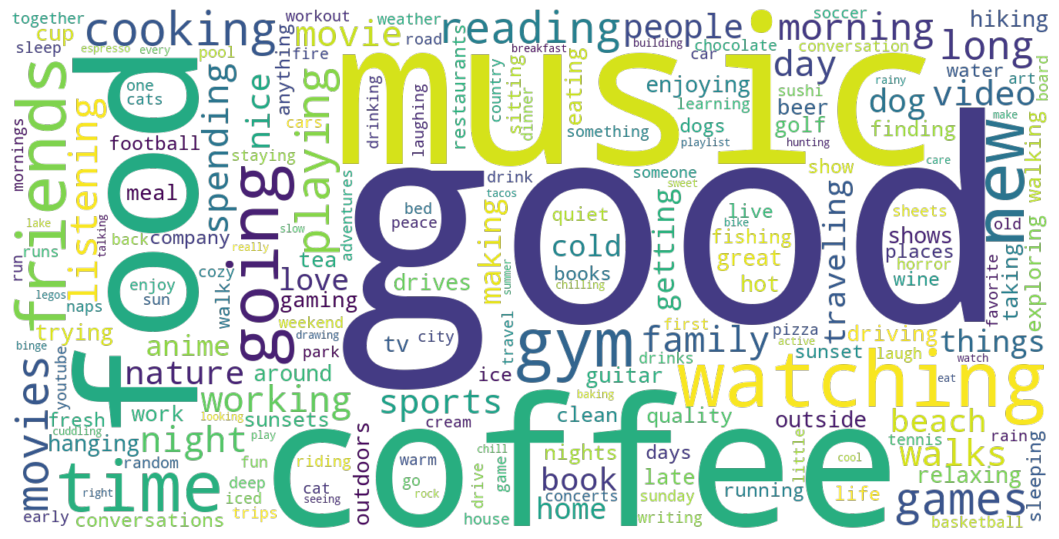 together
cooking
sleep
espresso
every
cup
pool
workout
movie
fire
weather
road
restaurants
reading
breakfast
country
people
building
chocolate
car
soccer
conversation
morning
long
hiking
water
art
board
friends
food
one
cats
football
meal
spending
nice
anything
cars
playing
drinking
laughing
music
sitting
dinner
eating
something
enjoying
learning
dogs
playlist
day
sushi
beer
golf
rainy
hunting
dog
video
finding
make
new
walking
mornings
listening
talking
lake
run
runs
legos
naps
back
company
enjoy
sun
cozy
walk
going
staying
really
slow
love
gaming
tea
adventures
drives
bed
peace
drink
tacos
good
making
quiet
cold
books
chilling
someone
sweet
getting
live
bike
fishing
great
hot
show
traveling
shows
places
sheets
horror
wine
care
old
favorite
taking
exploring
trying
binge
youtube
movies
anime
nature
weekend
drawing
park
around
tv
city
travel
summer
gym
family
first
active
pizza
driving
sunset
laugh
things
watch
eat
watching
fresh
cuddling
hanging
work
looking
working
sunsets
night
play
sports
ice
cream
baking
drinks
guitar
clean
quality
outside
beach
tennis
walks
rain
relaxing
sleeping
time
random
right
early
conversations
fun
deep
iced
trips
riding
cat
seeing
outdoors
coffee
warm
go
rock
chill
drive
game
house
nights
book
concerts
home
days
late
sunday
writing
running
little
cool
life
games
basketball